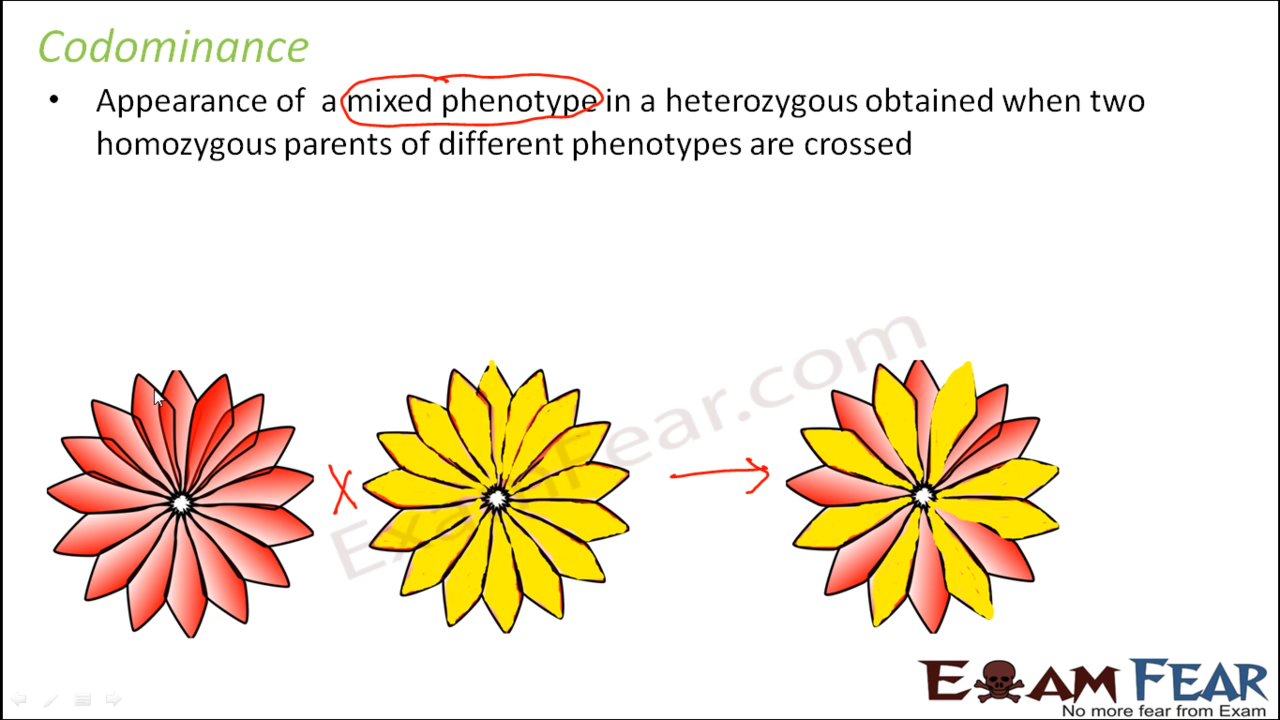 Codominance
• Appearance of a mixed phenotype in a heterozygous obtained when two
homozygous parents of different phenotypes are crossed
X
ExamFear.com
EXAM FEAR
No more fear from Exam